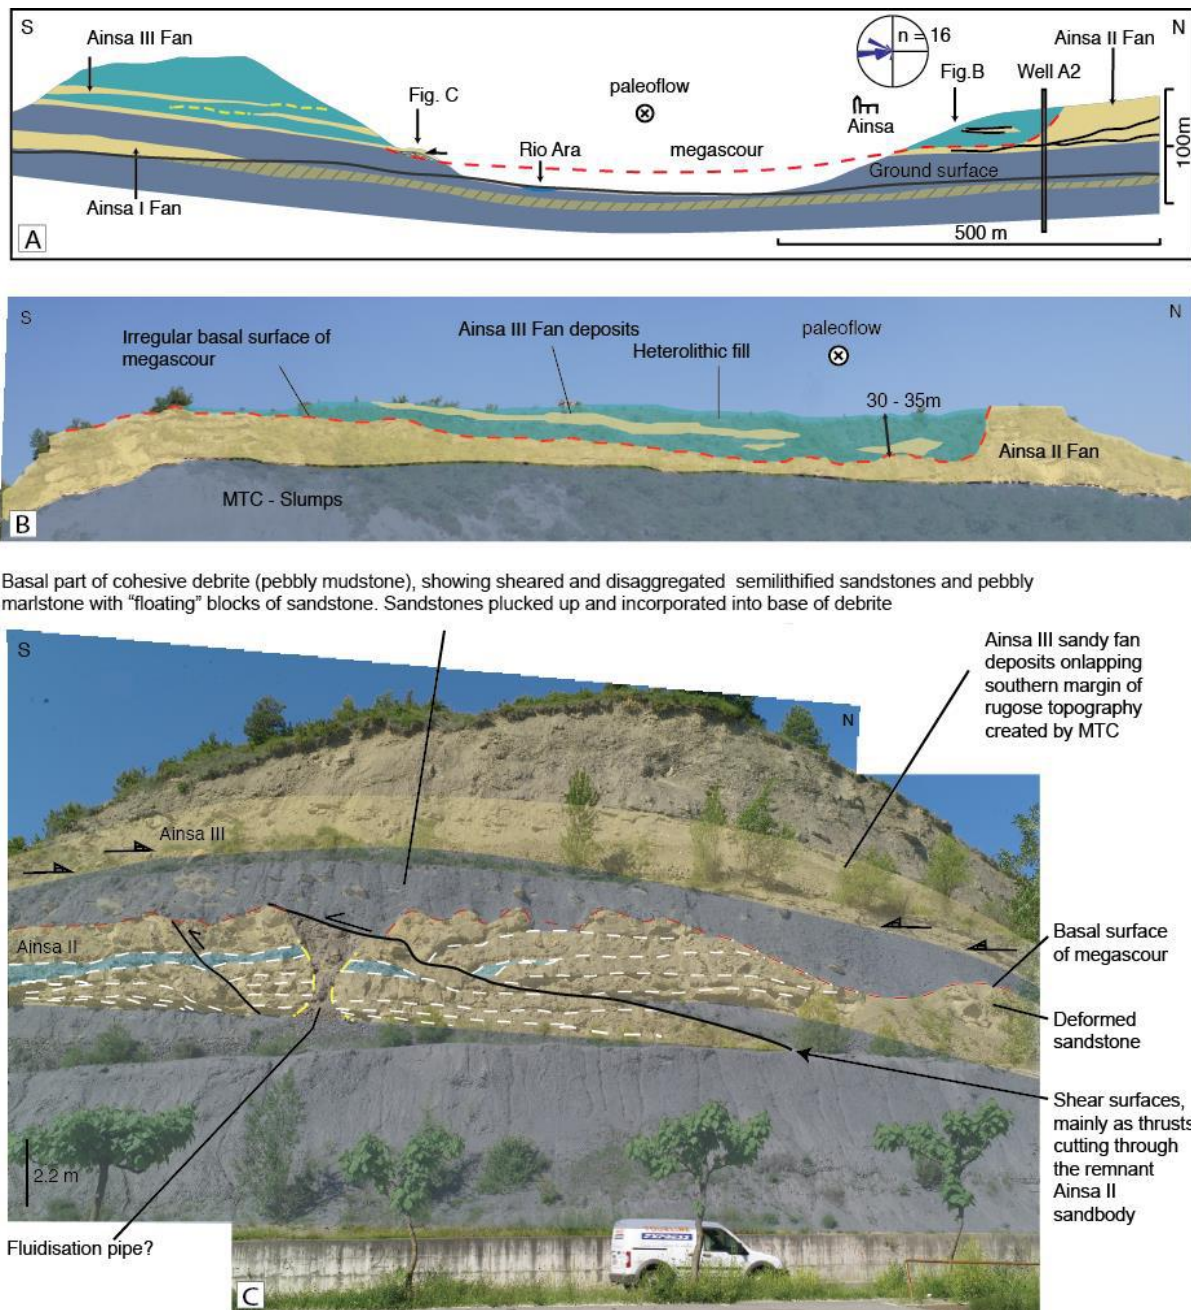 S
N
Ainsa III Fan
n = 16
Ainsa II Fan
paleoflow
Fig.B
Well A2
Fig. C
Ainsa
Rio Ara
megascour
100m
Ground surface
Ainsa I Fan
A
500 m
S
N
Irregular basal surface of
megascour
Ainsa III Fan deposits
Heterolithic fill
paleoflow
30 - 35m
Ainsa II Fan
MTC - Slumps
B
Basal part of cohesive debrite (pebbly mudstone), showing sheared and disaggregated semilithified sandstones and pebbly
marlstone with "floating" blocks of sandstone. Sandstones plucked up and incorporated into base of debrite
S
N
Ainsa III sandy fan
deposits onlapping
southern margin of
rugose topography
created by MTC
Ainsa III
Ainsa II
Basal surface
of megascour
Deformed
sandstone
Shear surfaces,
mainly as thrusts
cutting through
the remnant
Ainsa II
sandbody
2.2 m
Fluidisation pipe?
TOURLINE
EXPRESS
C